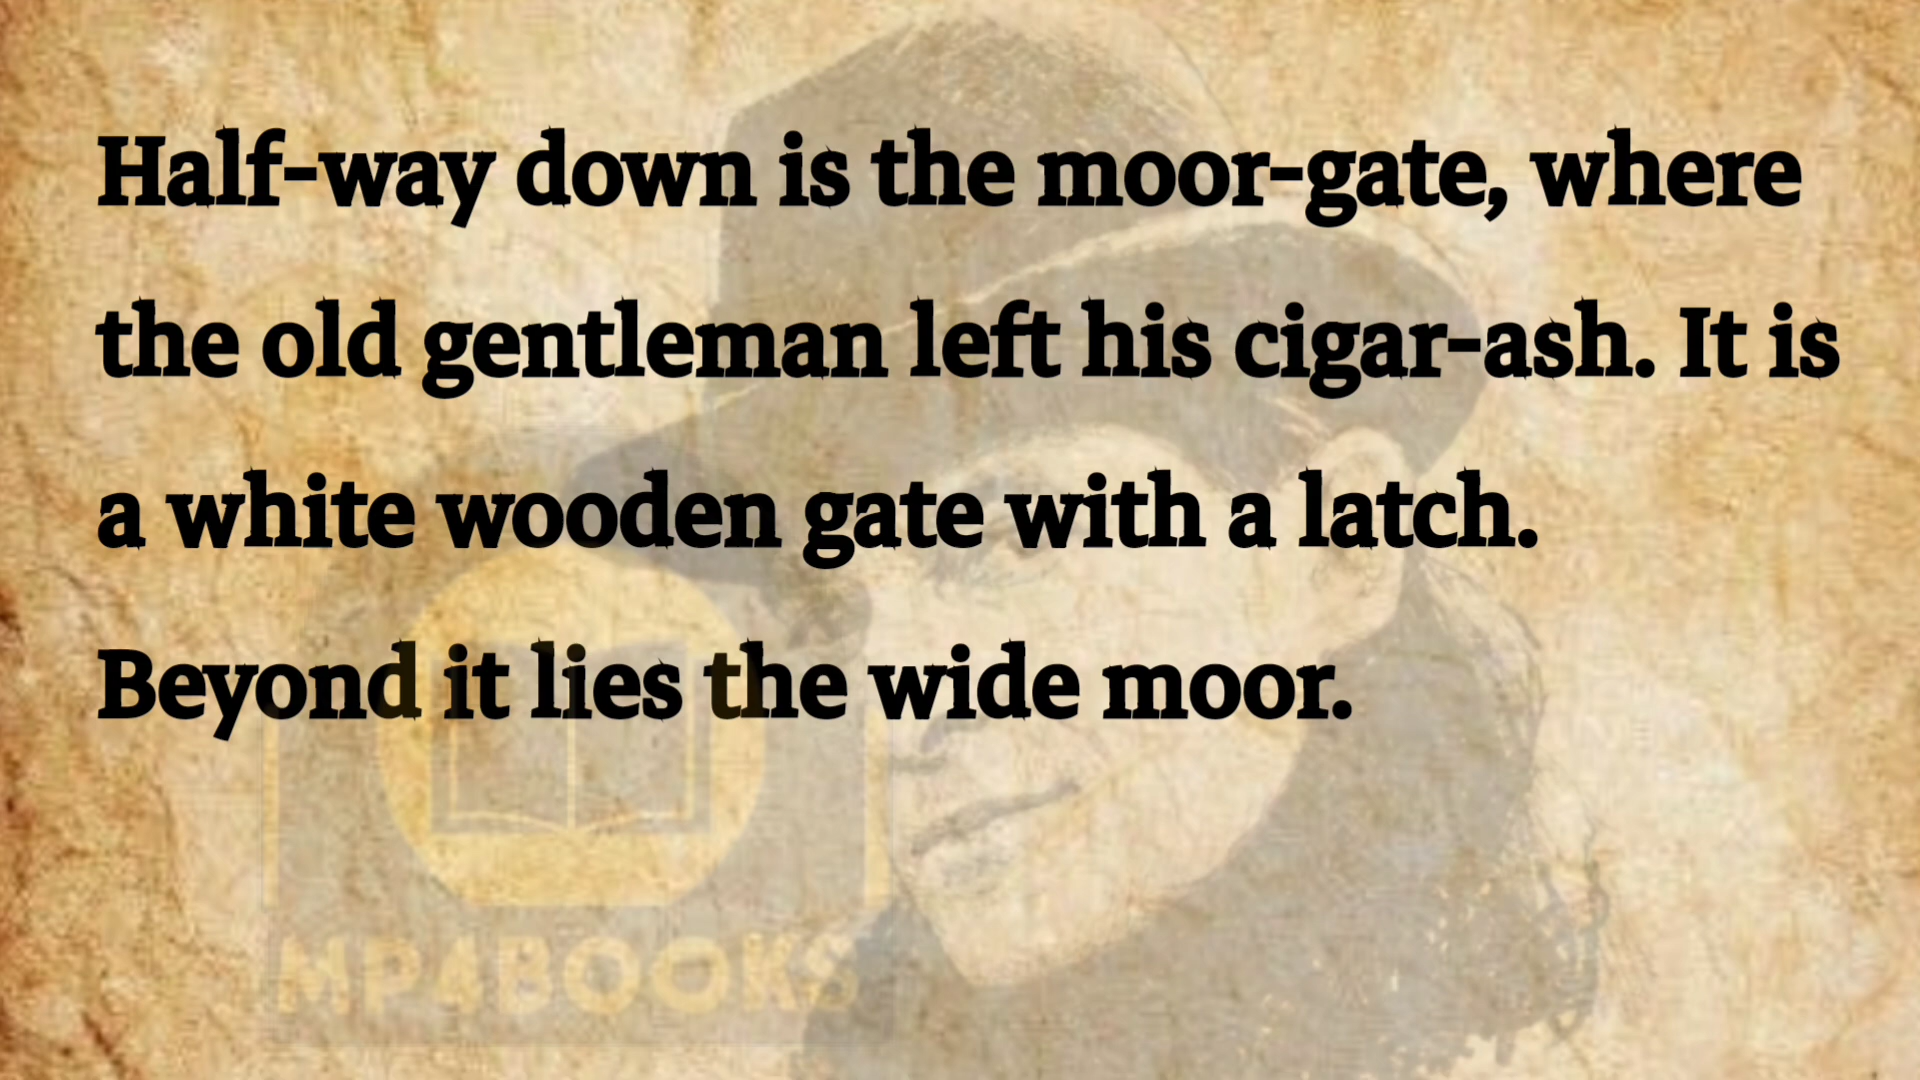 Half-way down is the moor-gate, where
the old gentleman left his cigar-ash. It is
a white wooden gate with a latch.
Beyond it lies the wide moor.
MP4BOOKS